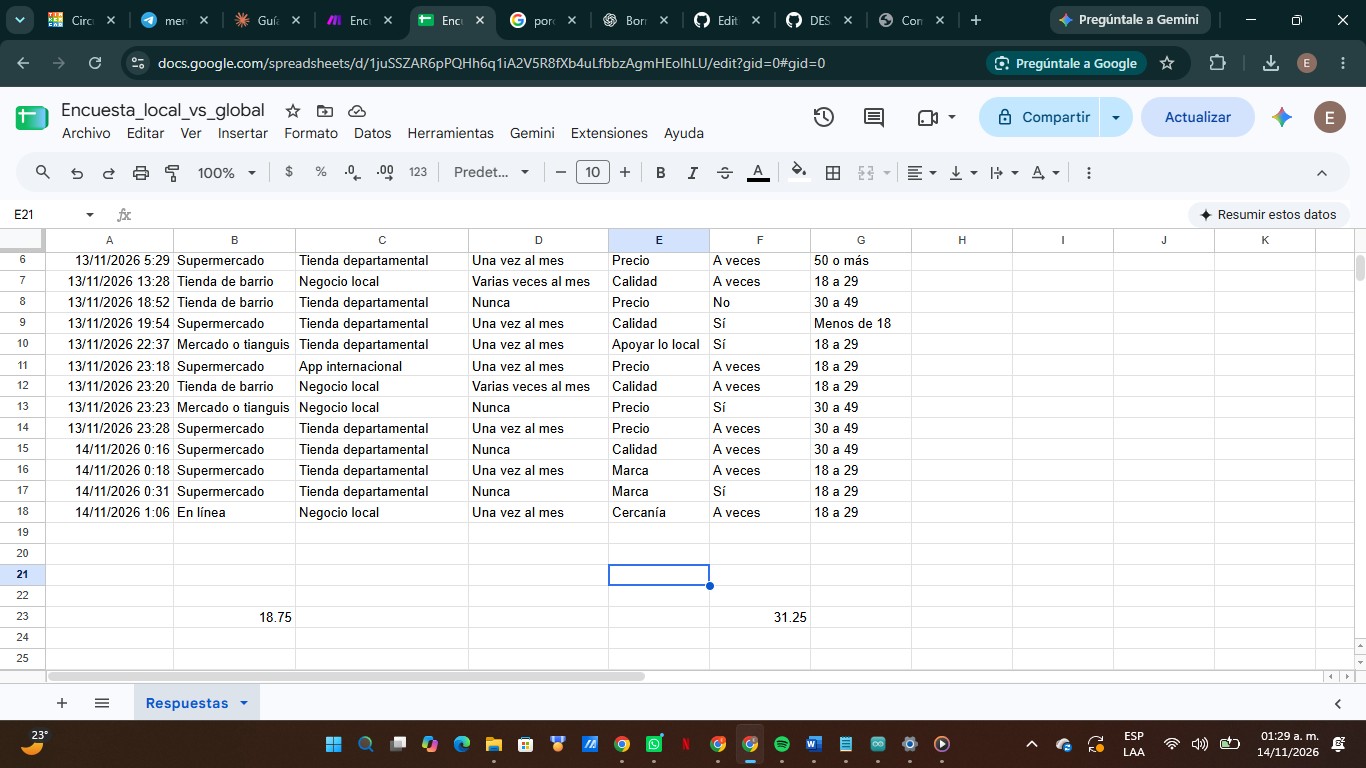 Circ
mer
Guía
Encu
Encu
porc
Borr
Edit
DES
Con
Pregúntale a Gemini
docs.google.com/spreadsheets/d/1juSSZAR6pPQHh6q1iA2V5R8fXb4uLfbbzAgmHEolhLU/edit?gid=0#gid=0
Pregúntale a Google
E
Encuesta_local_vs_global
Archivo Editar Ver Insertar Formato Datos Herramientas Gemini Extensiones Ayuda
Compartir
Actualizar
E
100% $ % .0 .00 123 Predet... 10 B I A A
E21 fx
Resumir estos datos
A B C D E F G H I J K
6 13/11/2026 5:29 Supermercado Tienda departamental Una vez al mes Precio A veces 50 o más
7 13/11/2026 13:28 Tienda de barrio Negocio local Varias veces al mes Calidad A veces 18 a 29
8 13/11/2026 18:52 Tienda de barrio Tienda departamental Nunca Precio No 30 a 49
9 13/11/2026 19:54 Supermercado Tienda departamental Una vez al mes Calidad Sí Menos de 18
10 13/11/2026 22:37 Mercado o tianguis Tienda departamental Una vez al mes Apoyar lo local Sí 18 a 29
11 13/11/2026 23:18 Supermercado App internacional Una vez al mes Precio A veces 18 a 29
12 13/11/2026 23:20 Tienda de barrio Negocio local Varias veces al mes Calidad A veces 18 a 29
13 13/11/2026 23:23 Mercado o tianguis Negocio local Nunca Precio Sí 30 a 49
14 13/11/2026 23:28 Supermercado Tienda departamental Una vez al mes Precio A veces 30 a 49
15 14/11/2026 0:16 Supermercado Tienda departamental Nunca Calidad A veces 30 a 49
16 14/11/2026 0:18 Supermercado Tienda departamental Una vez al mes Marca A veces 18 a 29
17 14/11/2026 0:31 Supermercado Tienda departamental Nunca Marca Sí 18 a 29
18 14/11/2026 1:06 En línea Negocio local Una vez al mes Cercanía A veces 18 a 29
19
20
21
22
23 18.75 31.25
24
25
Respuestas
23°
ESP
LAA
01:29 a. m.
14/11/2026